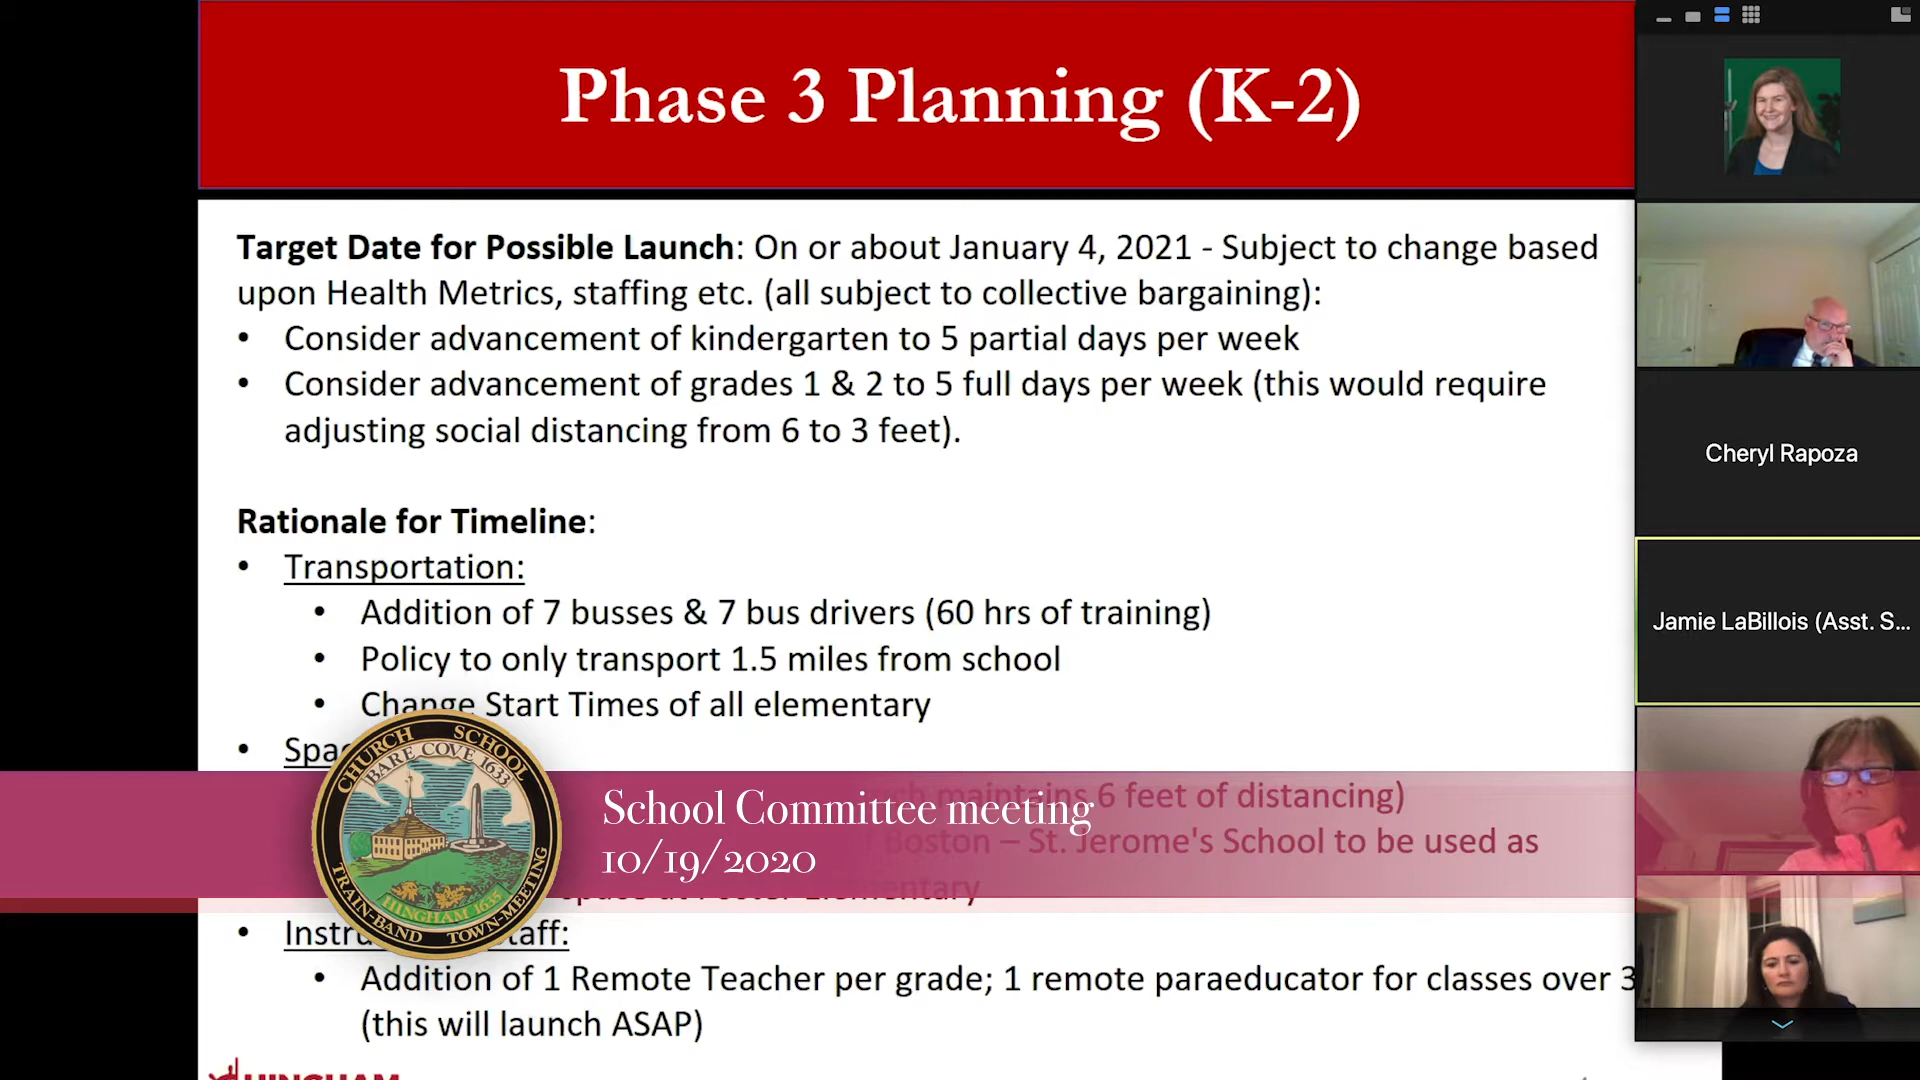 Phase 3 Planning (K-2)
Target Date for Possible Launch: On or about January 4, 2021 - Subject to change based
upon Health Metrics, staffing etc. (all subject to collective bargaining):
• Consider advancement of kindergarten to 5 partial days per week
• Consider advancement of grades 1 & 2 to 5 full days per week (this would require
adjusting social distancing from 6 to 3 feet).
Rationale for Timeline:
• Transportation:
• Addition of 7 busses & 7 bus drivers (60 hrs of training)
• Policy to only transport 1.5 miles from school
• Change Start Times of all elementary
•
maintains 6 feet of distancing)
Boston – St. Jerome's School to be used as
space at Foster Elementary
•
• Addition of 1 Remote Teacher per grade; 1 remote paraeducator for classes over 3
(this will launch ASAP)
HINGHAM
School Committee meeting
10/19/2020
CHURCH SCHOOL
BARE COVE 1633
HINGHAM 1635
TRAIN-BAND TOWN-MEETING
Cheryl Rapoza
Jamie LaBillois (Asst. S...